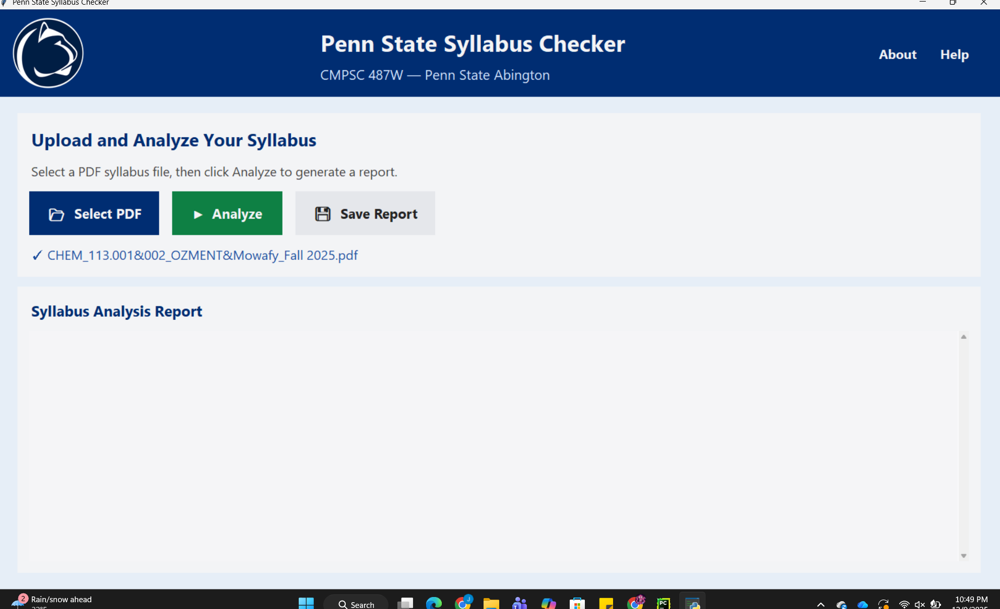 Penn State Syllabus Checker
Penn State Syllabus Checker
CMPSC 487W — Penn State Abington
About
Help
Upload and Analyze Your Syllabus
Select a PDF syllabus file, then click Analyze to generate a report.
Select PDF
Analyze
Save Report
✓ CHEM_113.001&002_OZMENT&Mowafy_Fall 2025.pdf
Syllabus Analysis Report
2
Rain/snow ahead
Search
J
PC
10:49 PM